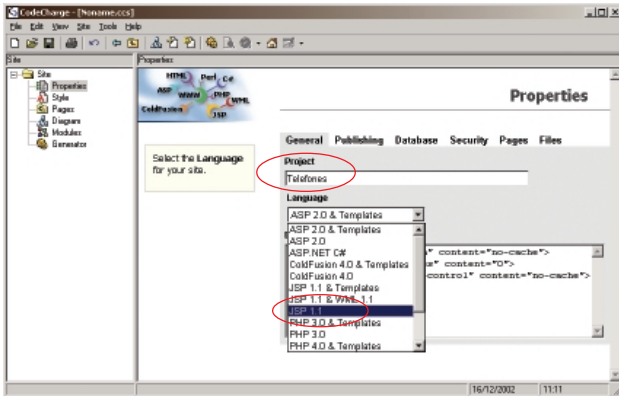 CodeCharge - [Noname.ccs]
File Edit View Site Tools Help
Site
Properties
Site
Properties
Style
Pages
Diagram
Modules
Generator
HTML Perl C#
ASP WWW PHP
ColdFusion JSP WML
Properties
Select the Language
for your site.
General Publishing Database Security Pages Files
Project
Telefones
Language
ASP 2.0 & Templates
ASP 2.0 & Templates
ASP 2.0
ASP.NET C#
ColdFusion 4.0 & Templates
ColdFusion 4.0
JSP 1.1 & Templates
JSP 1.1 & WML 1.1
JSP 1.1
PHP 3.0 & Templates
PHP 3.0
PHP 4.0 & Templates
content="no-cache">
content="0">
-control" content="no-cache">
16/12/2002 11:11